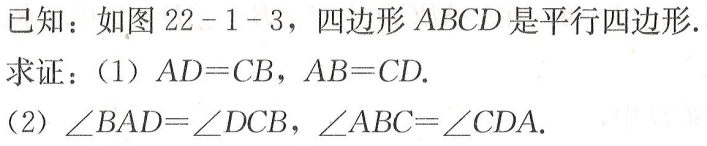 已知：如图 22-1-3，四边形 ABCD 是平行四边形.
求证：（1）AD=CB，AB=CD.
（2）∠BAD=∠DCB，∠ABC=∠CDA.